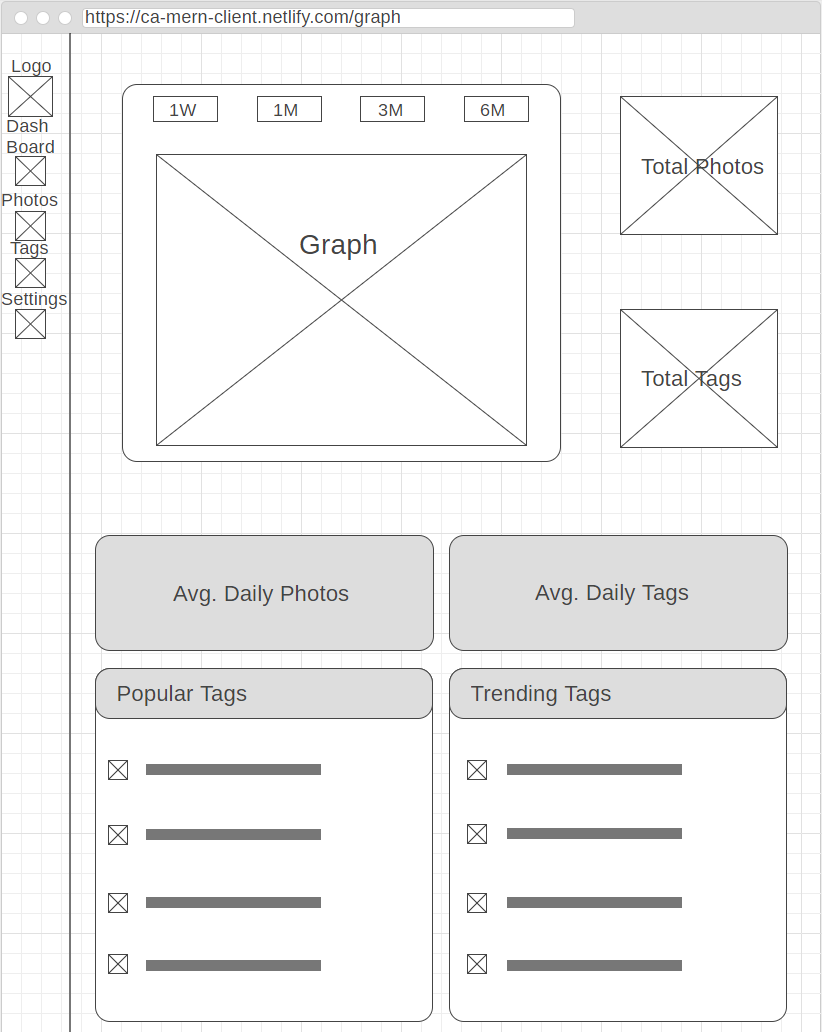 https://ca-mern-client.netlify.com/graph
Logo
Dash
Board
Photos
Tags
Settings
1W
1M
3M
6M
Graph
Total Photos
Total Tags
Avg. Daily Photos
Avg. Daily Tags
Popular Tags
Trending Tags